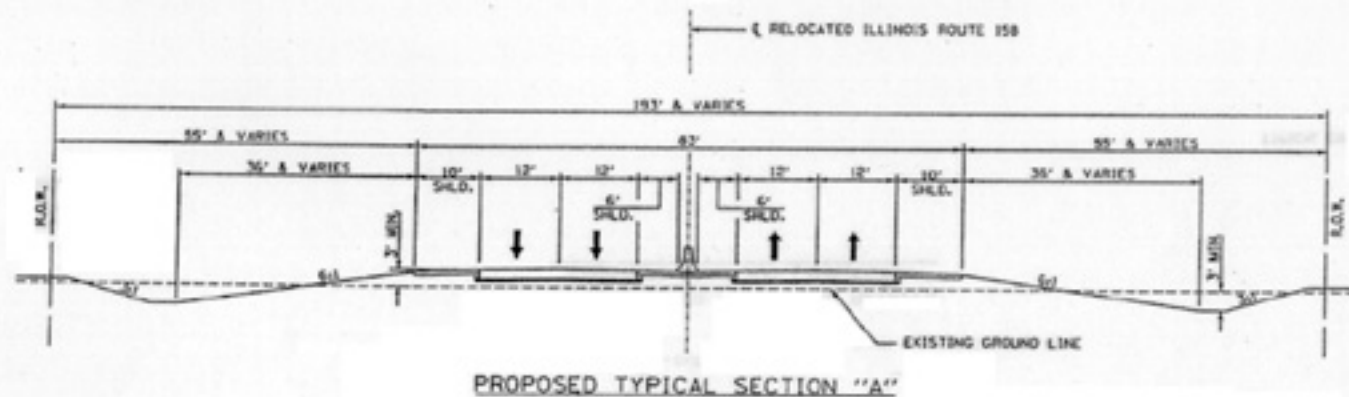 ℄ RELOCATED ILLINOIS ROUTE 158
193' & VARIES
55' & VARIES
83'
55' & VARIES
36' & VARIES
10'
SHLD.
12'
12'
6'
SHLD.
6'
SHLD.
12'
12'
10'
SHLD.
36' & VARIES
R.O.W.
3' MIN
6:1
3' MIN
6:1
R.O.W.
EXISTING GROUND LINE
PROPOSED TYPICAL SECTION "A"